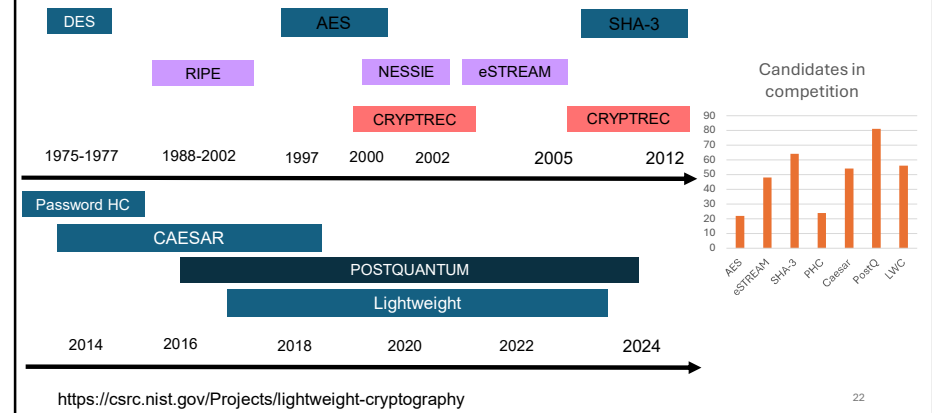 DES
AES
SHA-3
RIPE
NESSIE
eSTREAM
CRYPTREC
CRYPTREC
1975-1977
1988-2002
1997
2000
2002
2005
2012
Password HC
CAESAR
POSTQUANTUM
Lightweight
2014
2016
2018
2020
2022
2024
https://csrc.nist.gov/Projects/lightweight-cryptography
Candidates in
competition
90
80
70
60
50
40
30
20
10
0
AES
eSTREAM
SHA-3
PHC
Caesar
PostQ
LWC
22